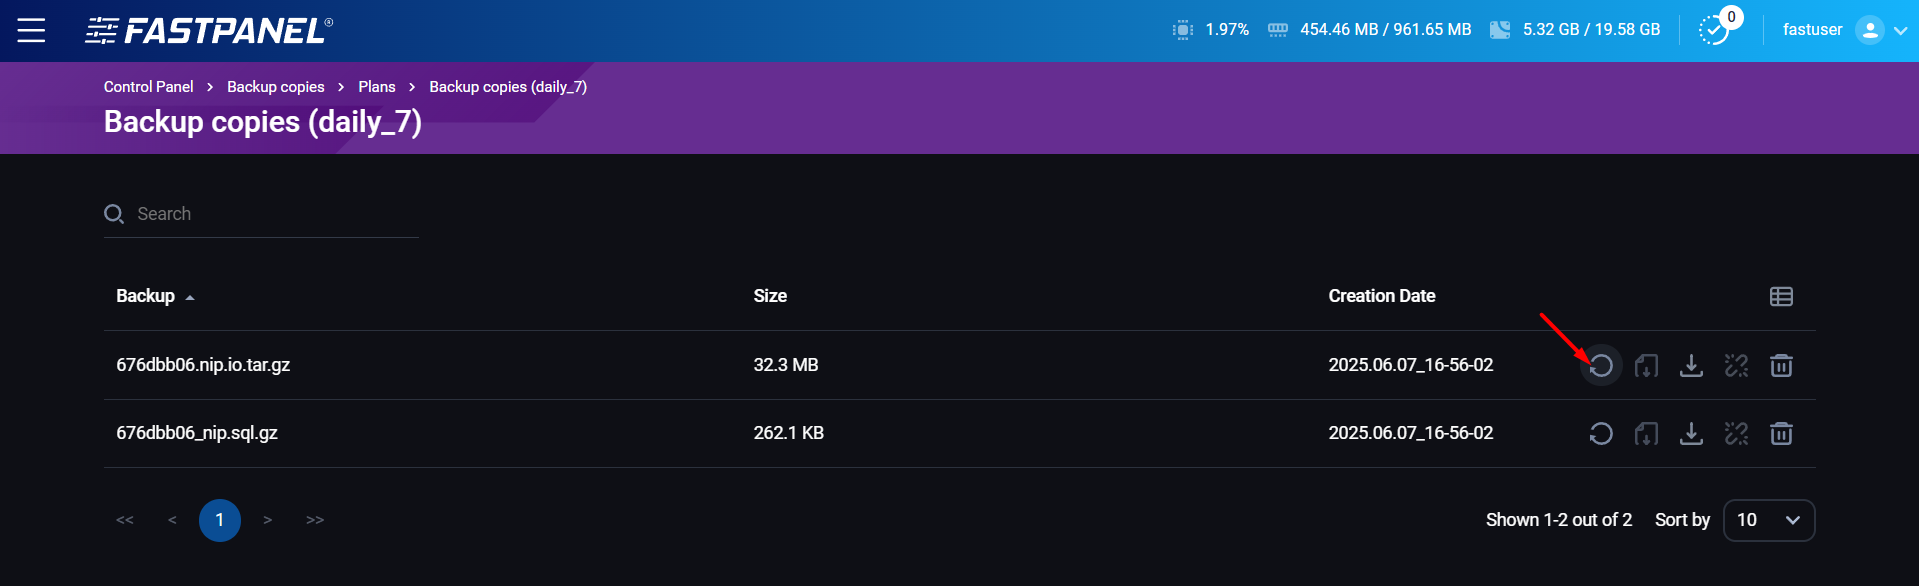 FASTPANEL®
1.97% 454.46 MB / 961.65 MB 5.32 GB / 19.58 GB 0 fastuser
Control Panel > Backup copies > Plans > Backup copies (daily_7)
Backup copies (daily_7)
Search
Backup Size Creation Date
676dbb06.nip.io.tar.gz 32.3 MB 2025.06.07_16-56-02
676dbb06_nip.sql.gz 262.1 KB 2025.06.07_16-56-02
<< < 1 > >> Shown 1-2 out of 2 Sort by 10